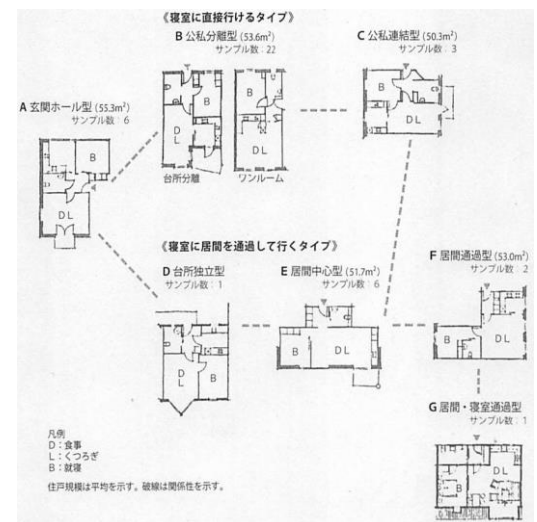 《寝室に直接行けるタイプ》
B 公私分離型 (53.6m²)
サンプル数：22
C 公私連結型 (50.3m²)
サンプル数：3
A 玄関ホール型 (55.3m²)
サンプル数：6
B
D
L
B
DL
B
DL
B
DL
台所分離
ワンルーム
《寝室に居間を通過して行くタイプ》
D 台所独立型
サンプル数：1
E 居間中心型 (51.7m²)
サンプル数：6
F 居間通過型 (53.0m²)
サンプル数：2
D
L
B
B
DL
B
DL
G 居間・寝室通過型
サンプル数：1
B
DL
凡例
D：食事
L：くつろぎ
B：就寝
住戸規模は平均を示す。破線は関係性を示す。